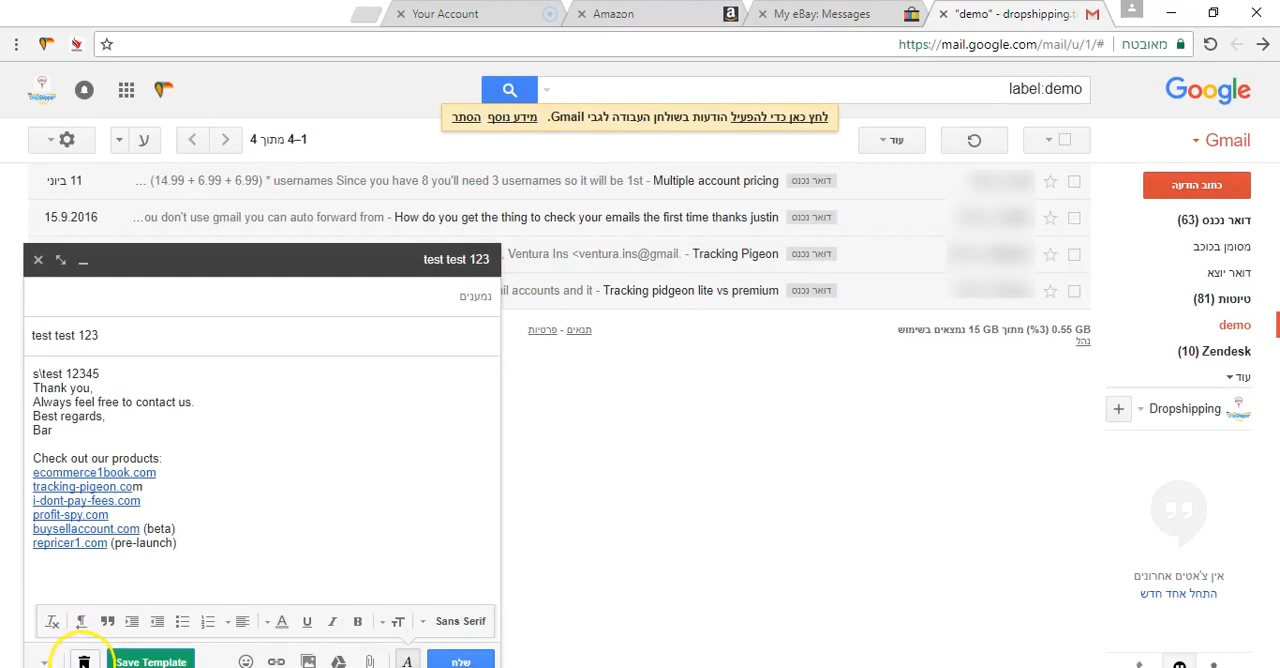 Your Account
Amazon
My eBay: Messages
"demo" - dropshipping.t
https://mail.google.com/mail/u/1/#
מאובטח
label:demo
Google
לחץ כאן כדי להפעיל הודעות בשולחן העבודה לגבי Gmail. מידע נוסף הסתר
ע
1–4 מתוך 4
עוד
Gmail
11 ביוני
... (14.99 + 6.99 + 6.99) " usernames Since you have 8 you'll need 3 usernames so it will be 1st - Multiple account pricing
דואר נכנס
כתוב הודעה
15.9.2016
...ou don't use gmail you can auto forward from - How do you get the thing to check your emails the first time thanks justin
דואר נכנס
דואר נכנס (63)
מסומן בכוכב
Ventura Ins <ventura.ins@gmail. - Tracking Pigeon
דואר נכנס
דואר יוצא
ail accounts and it - Tracking pidgeon lite vs premium
דואר נכנס
טיוטות (81)
demo
Zendesk (10)
עוד
Dropshipping
תנאים - פרטיות
0.55 GB (3%) מתוך 15 GB נמצאים בשימוש
נהל
test test 123
נמענים
test test 123
s\test 12345
Thank you,
Always feel free to contact us.
Best regards,
Bar
Check out our products:
ecommerce1book.com
tracking-pigeon.com
i-dont-pay-fees.com
profit-spy.com
buysellaccount.com (beta)
repricer1.com (pre-launch)
Sans Serif
Save Template
שלח
אין צ'אטים אחרונים
התחל אחד חדש